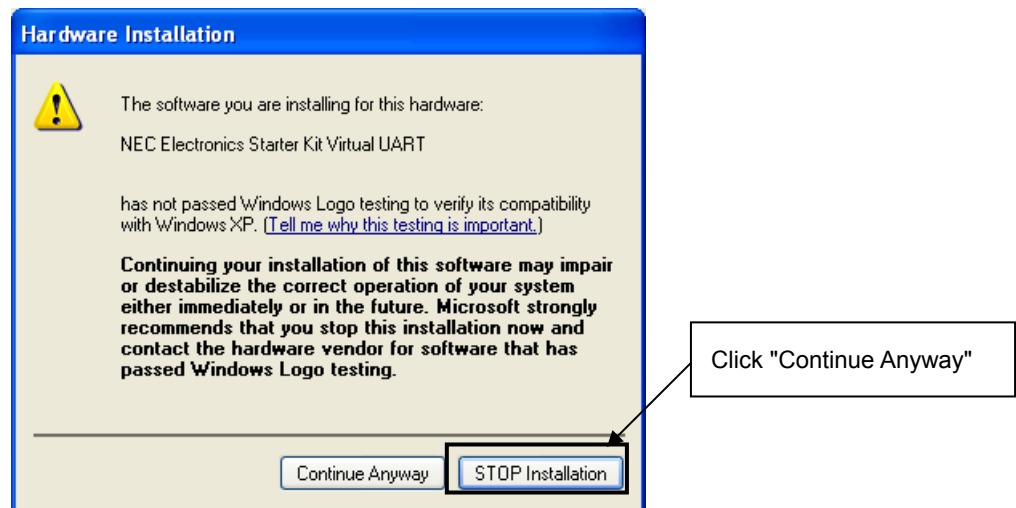 Hardware Installation
The software you are installing for this hardware:
NEC Electronics Starter Kit Virtual UART
has not passed Windows Logo testing to verify its compatibility
with Windows XP. (Tell me why this testing is important.)
Continuing your installation of this software may impair
or destabilize the correct operation of your system
either immediately or in the future. Microsoft strongly
recommends that you stop this installation now and
contact the hardware vendor for software that has
passed Windows Logo testing.
Click "Continue Anyway"
Continue Anyway
STOP Installation